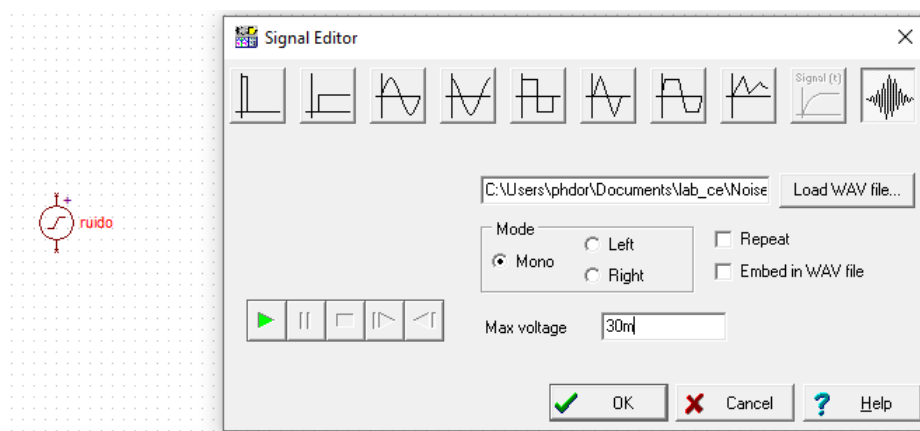 Signal Editor
Signal (t)
C:\Users\phdor\Documents\lab_ce\Noise
Load WAV file...
Mode
Mono
Left
Right
Repeat
Embed in WAV file
Max voltage
30m
OK
Cancel
? Help
+
ruido